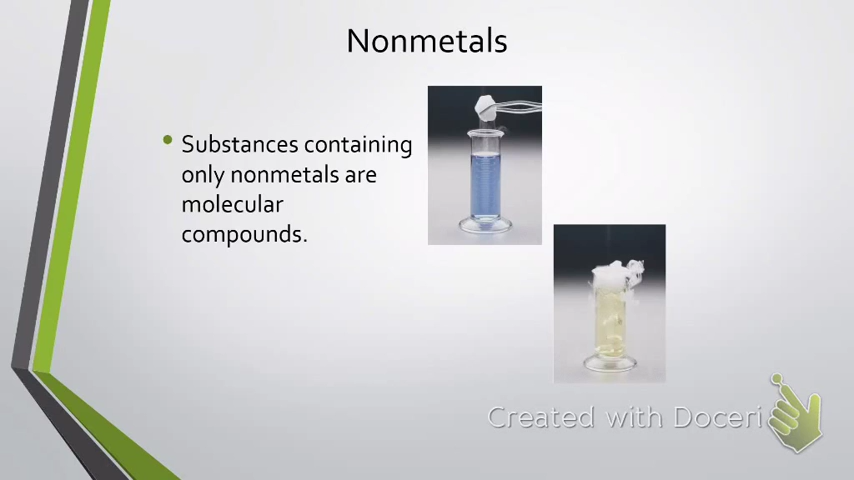 Nonmetals
Substances containing
only nonmetals are
molecular
compounds.
Created with Doceri